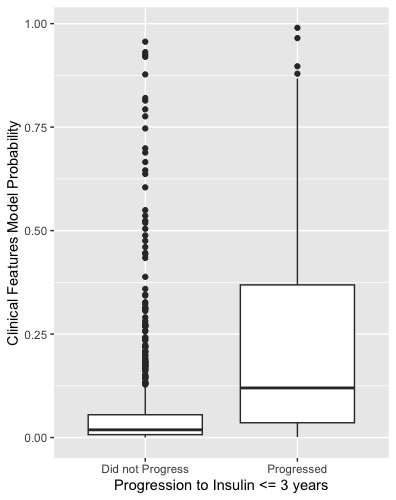 Clinical Features Model Probability
1.00
0.75
0.50
0.25
0.00
Did not Progress
Progressed
Progression to Insulin <= 3 years